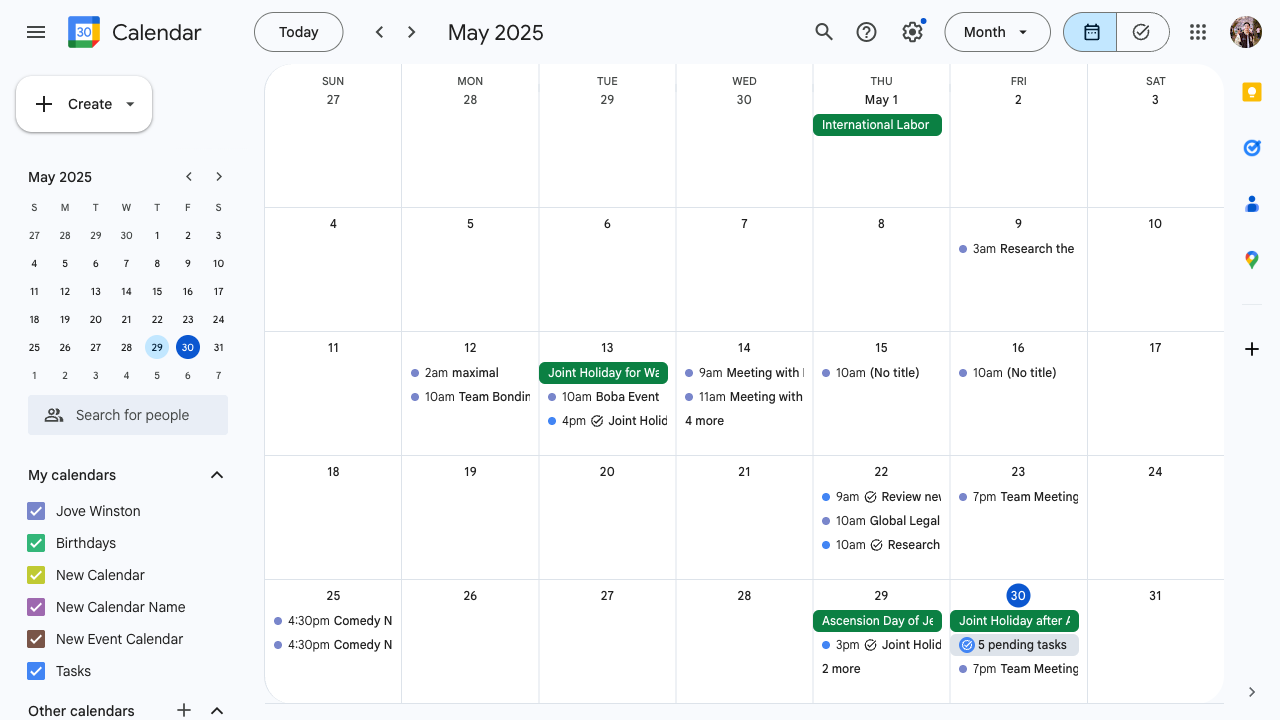 30 Calendar Today May 2025 Month
Create
May 2025
S M T W T F S
27 28 29 30 1 2 3
4 5 6 7 8 9 10
11 12 13 14 15 16 17
18 19 20 21 22 23 24
25 26 27 28 29 30 31
1 2 3 4 5 6 7
Search for people
My calendars
Jove Winston
Birthdays
New Calendar
New Calendar Name
New Event Calendar
Tasks
Other calendars
SUN MON TUE WED THU FRI SAT
27 28 29 30 May 1 2 3
International Labor
4 5 6 7 8 9 10
3am Research the
11 12 13 14 15 16 17
2am maximal
10am Team Bondin
Joint Holiday for Wa
10am Boba Event
4pm Joint Holid
9am Meeting with
11am Meeting with
4 more
10am (No title)
10am (No title)
18 19 20 21 22 23 24
9am Review nev
10am Global Legal
10am Research
7pm Team Meeting
25 26 27 28 29 30 31
4:30pm Comedy N
4:30pm Comedy N
Ascension Day of Je
3pm Joint Holid
2 more
Joint Holiday after A
5 pending tasks
7pm Team Meeting